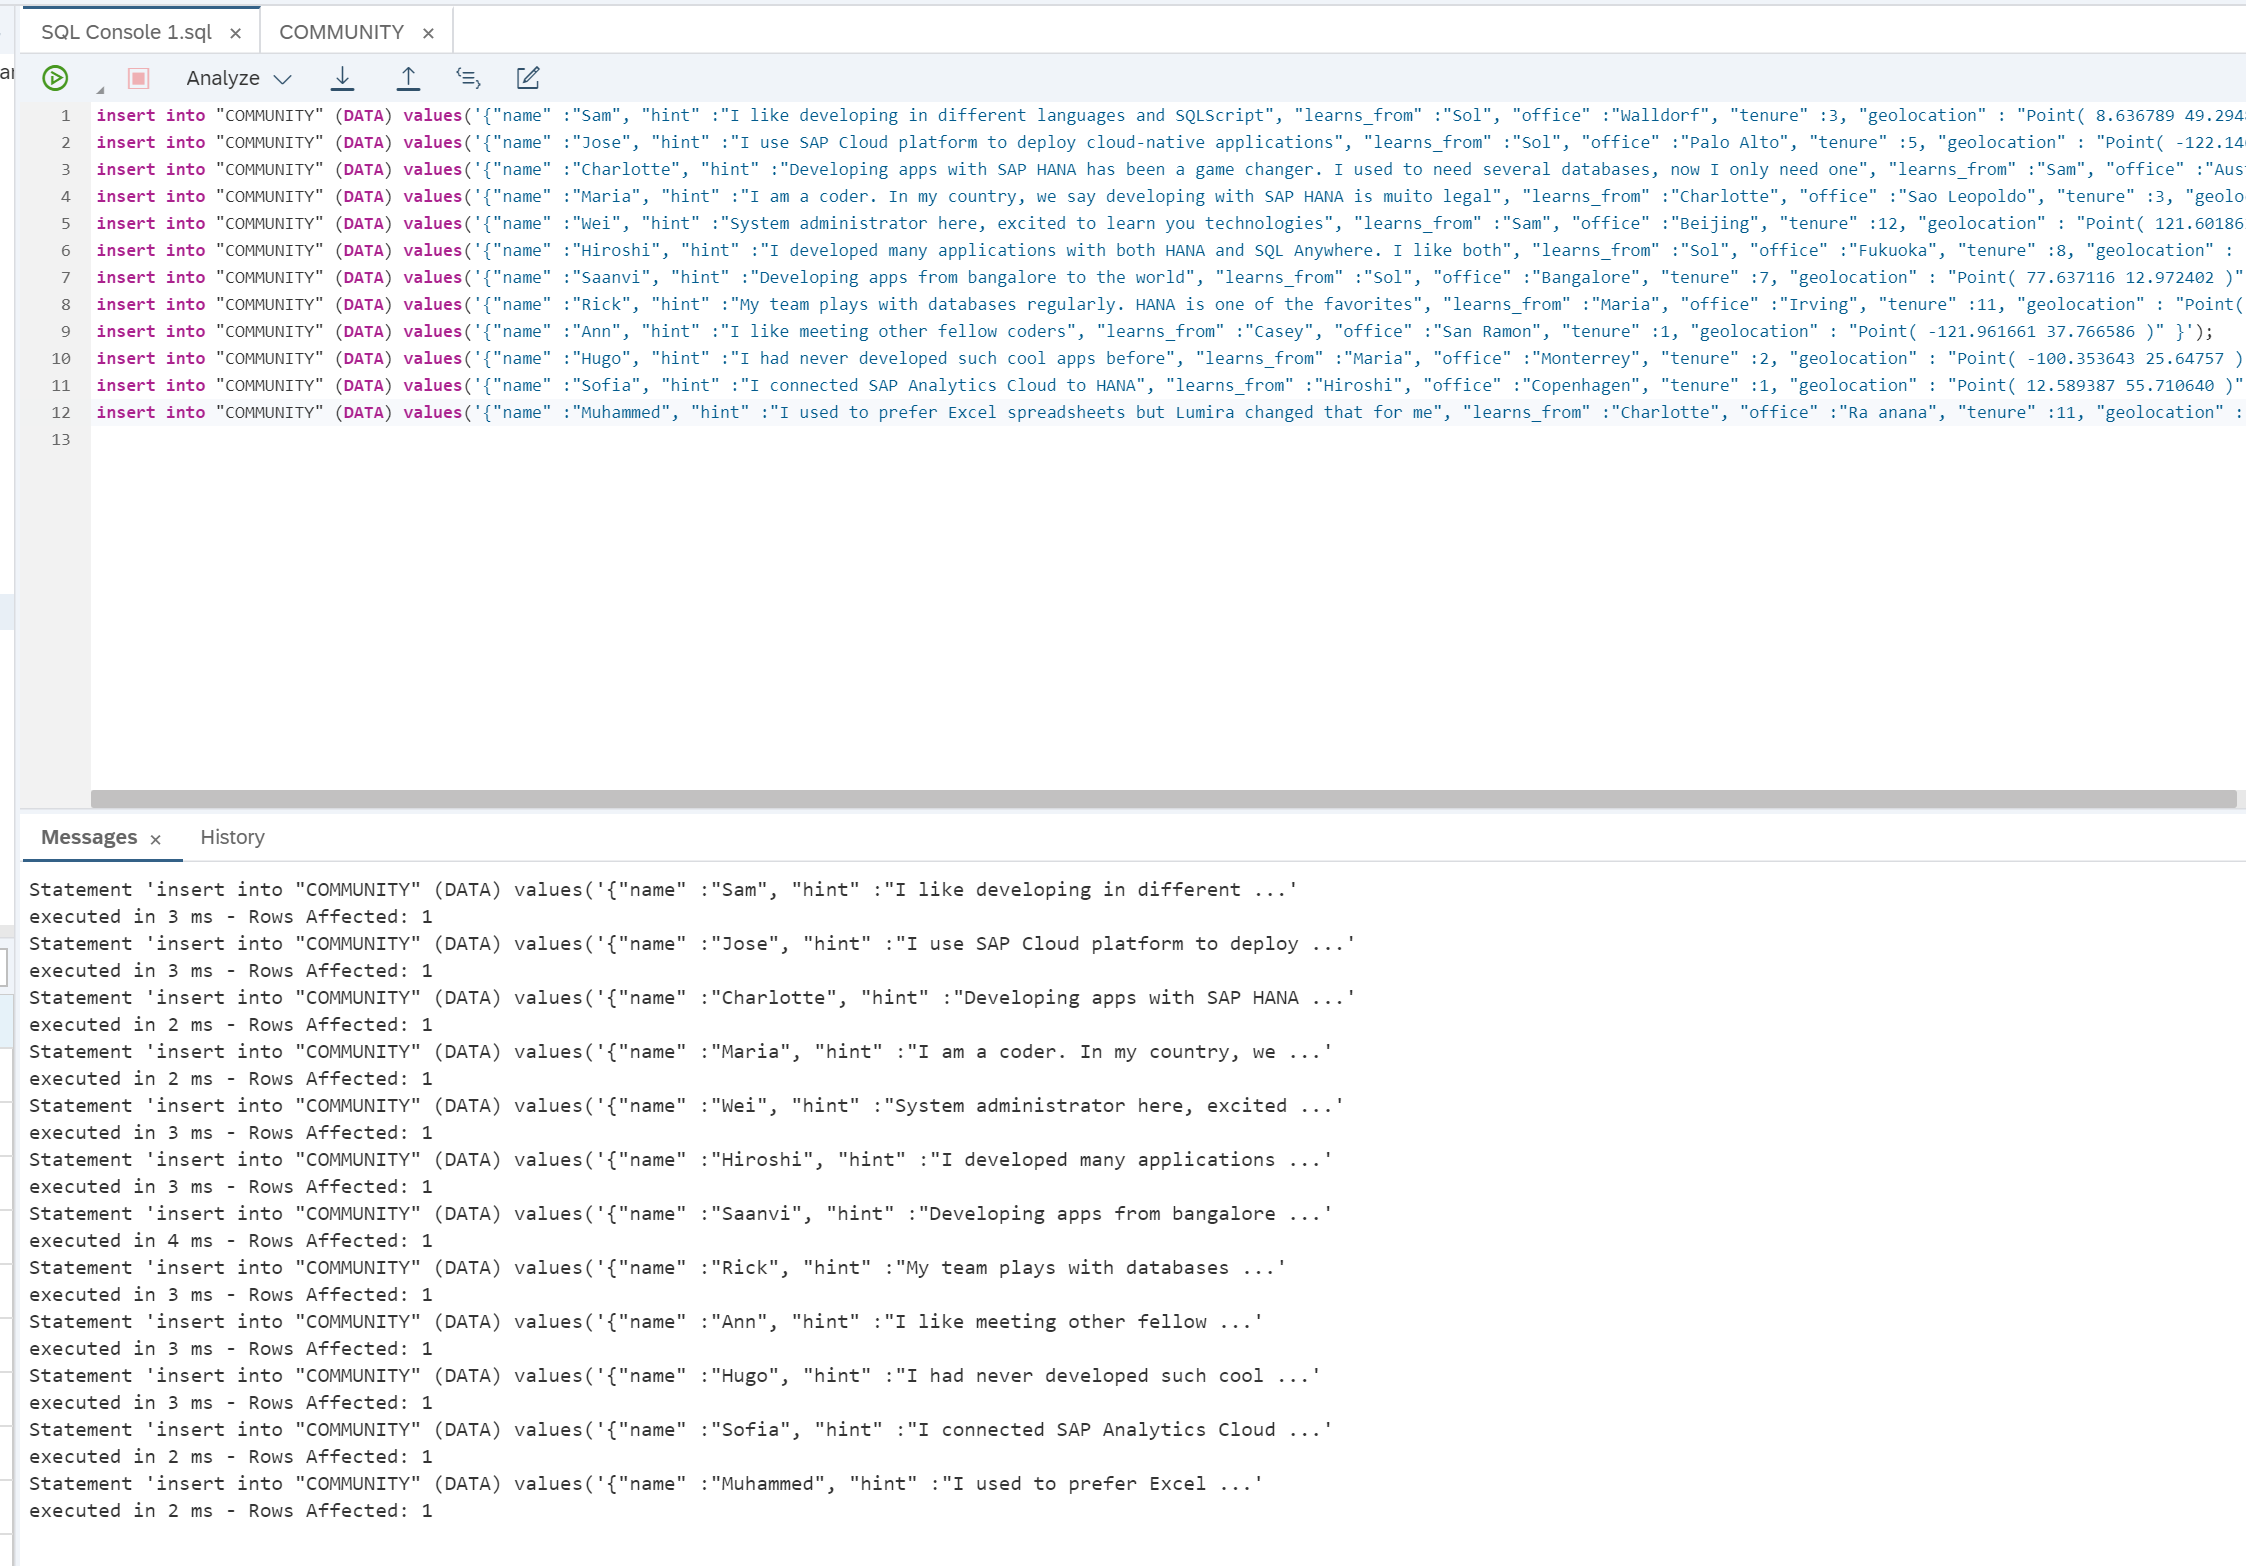 SQL Console 1.sql × COMMUNITY ×
Analyze
1 insert into "COMMUNITY" (DATA) values('{"name" :"Sam", "hint" :"I like developing in different languages and SQLScript", "learns_from" :"Sol", "office" :"Walldorf", "tenure" :3, "geolocation" : "Point( 8.636789 49.294
2 insert into "COMMUNITY" (DATA) values('{"name" :"Jose", "hint" :"I use SAP Cloud platform to deploy cloud-native applications", "learns_from" :"Sol", "office" :"Palo Alto", "tenure" :5, "geolocation" : "Point( -122.14
3 insert into "COMMUNITY" (DATA) values('{"name" :"Charlotte", "hint" :"Developing apps with SAP HANA has been a game changer. I used to need several databases, now I only need one", "learns_from" :"Sam", "office" :"Aus
4 insert into "COMMUNITY" (DATA) values('{"name" :"Maria", "hint" :"I am a coder. In my country, we say developing with SAP HANA is muito legal", "learns_from" :"Charlotte", "office" :"Sao Leopoldo", "tenure" :3, "geolo
5 insert into "COMMUNITY" (DATA) values('{"name" :"Wei", "hint" :"System administrator here, excited to learn you technologies", "learns_from" :"Sam", "office" :"Beijing", "tenure" :12, "geolocation" : "Point( 121.60186
6 insert into "COMMUNITY" (DATA) values('{"name" :"Hiroshi", "hint" :"I developed many applications with both HANA and SQL Anywhere. I like both", "learns_from" :"Sol", "office" :"Fukuoka", "tenure" :8, "geolocation" :
7 insert into "COMMUNITY" (DATA) values('{"name" :"Saanvi", "hint" :"Developing apps from bangalore to the world", "learns_from" :"Sol", "office" :"Bangalore", "tenure" :7, "geolocation" : "Point( 77.637116 12.972402 )"
8 insert into "COMMUNITY" (DATA) values('{"name" :"Rick", "hint" :"My team plays with databases regularly. HANA is one of the favorites", "learns_from" :"Maria", "office" :"Irving", "tenure" :11, "geolocation" : "Point(
9 insert into "COMMUNITY" (DATA) values('{"name" :"Ann", "hint" :"I like meeting other fellow coders", "learns_from" :"Casey", "office" :"San Ramon", "tenure" :1, "geolocation" : "Point( -121.961661 37.766586 )" }');
10 insert into "COMMUNITY" (DATA) values('{"name" :"Hugo", "hint" :"I had never developed such cool apps before", "learns_from" :"Maria", "office" :"Monterrey", "tenure" :2, "geolocation" : "Point( -100.353643 25.64757 )
11 insert into "COMMUNITY" (DATA) values('{"name" :"Sofia", "hint" :"I connected SAP Analytics Cloud to HANA", "learns_from" :"Hiroshi", "office" :"Copenhagen", "tenure" :1, "geolocation" : "Point( 12.589387 55.710640 )"
12 insert into "COMMUNITY" (DATA) values('{"name" :"Muhammed", "hint" :"I used to prefer Excel spreadsheets but Lumira changed that for me", "learns_from" :"Charlotte", "office" :"Ra anana", "tenure" :11, "geolocation" :
13
Messages × History
Statement 'insert into "COMMUNITY" (DATA) values('{"name" :"Sam", "hint" :"I like developing in different ...'
executed in 3 ms - Rows Affected: 1
Statement 'insert into "COMMUNITY" (DATA) values('{"name" :"Jose", "hint" :"I use SAP Cloud platform to deploy ...'
executed in 3 ms - Rows Affected: 1
Statement 'insert into "COMMUNITY" (DATA) values('{"name" :"Charlotte", "hint" :"Developing apps with SAP HANA ...'
executed in 2 ms - Rows Affected: 1
Statement 'insert into "COMMUNITY" (DATA) values('{"name" :"Maria", "hint" :"I am a coder. In my country, we ...'
executed in 2 ms - Rows Affected: 1
Statement 'insert into "COMMUNITY" (DATA) values('{"name" :"Wei", "hint" :"System administrator here, excited ...'
executed in 3 ms - Rows Affected: 1
Statement 'insert into "COMMUNITY" (DATA) values('{"name" :"Hiroshi", "hint" :"I developed many applications ...'
executed in 3 ms - Rows Affected: 1
Statement 'insert into "COMMUNITY" (DATA) values('{"name" :"Saanvi", "hint" :"Developing apps from bangalore ...'
executed in 4 ms - Rows Affected: 1
Statement 'insert into "COMMUNITY" (DATA) values('{"name" :"Rick", "hint" :"My team plays with databases ...'
executed in 3 ms - Rows Affected: 1
Statement 'insert into "COMMUNITY" (DATA) values('{"name" :"Ann", "hint" :"I like meeting other fellow ...'
executed in 3 ms - Rows Affected: 1
Statement 'insert into "COMMUNITY" (DATA) values('{"name" :"Hugo", "hint" :"I had never developed such cool ...'
executed in 3 ms - Rows Affected: 1
Statement 'insert into "COMMUNITY" (DATA) values('{"name" :"Sofia", "hint" :"I connected SAP Analytics Cloud ...'
executed in 2 ms - Rows Affected: 1
Statement 'insert into "COMMUNITY" (DATA) values('{"name" :"Muhammed", "hint" :"I used to prefer Excel ...'
executed in 2 ms - Rows Affected: 1